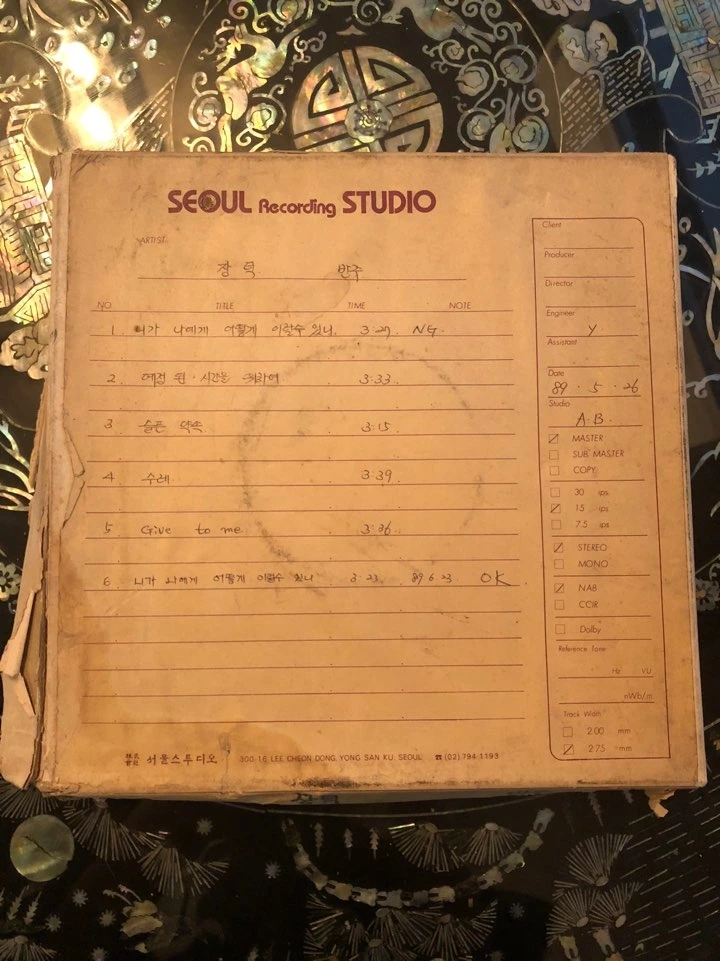 SEOUL Recording STUDIO
ARTIST:
장 덕 반주
NO TITLE TIME NOTE
1. 니가 나에게 어떻게 이럴수 있니. 3:29. NG.
2. 예정 된 시간을 위하여 3:33.
3 슬픈 약속 3:15
4 수레 3:39
5 Give to me 3:36.
6. 니가 나에게 어떻게 이럴수 있니 3:23 89 6 23 OK
株式會社 서울스투디오 300-16 LEE CHEON DONG YONG SAN KU, SEOUL ☎ (02) 794-1193
Client
Producer
Director
Engineer
Y
Assistant
Date
89 · 5 · 26
Studio
A.B.
MASTER
SUB MASTER
COPY
30 ips
15 ips
7.5 ips
STEREO
MONO
NAB
CCIR
Dolby
Reference Tone
Hz VU
nWb/m
Track Width
2.00 mm
2.75 mm